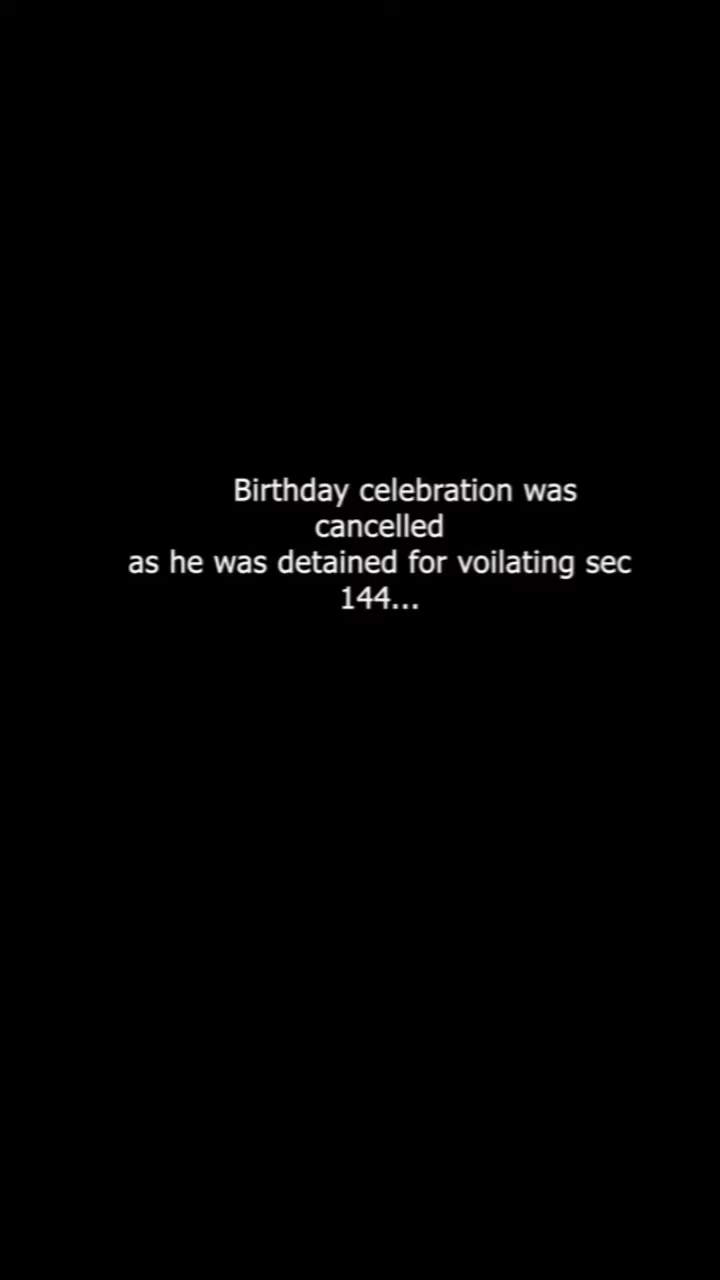 Birthday celebration was
cancelled
as he was detained for voilating sec
144...